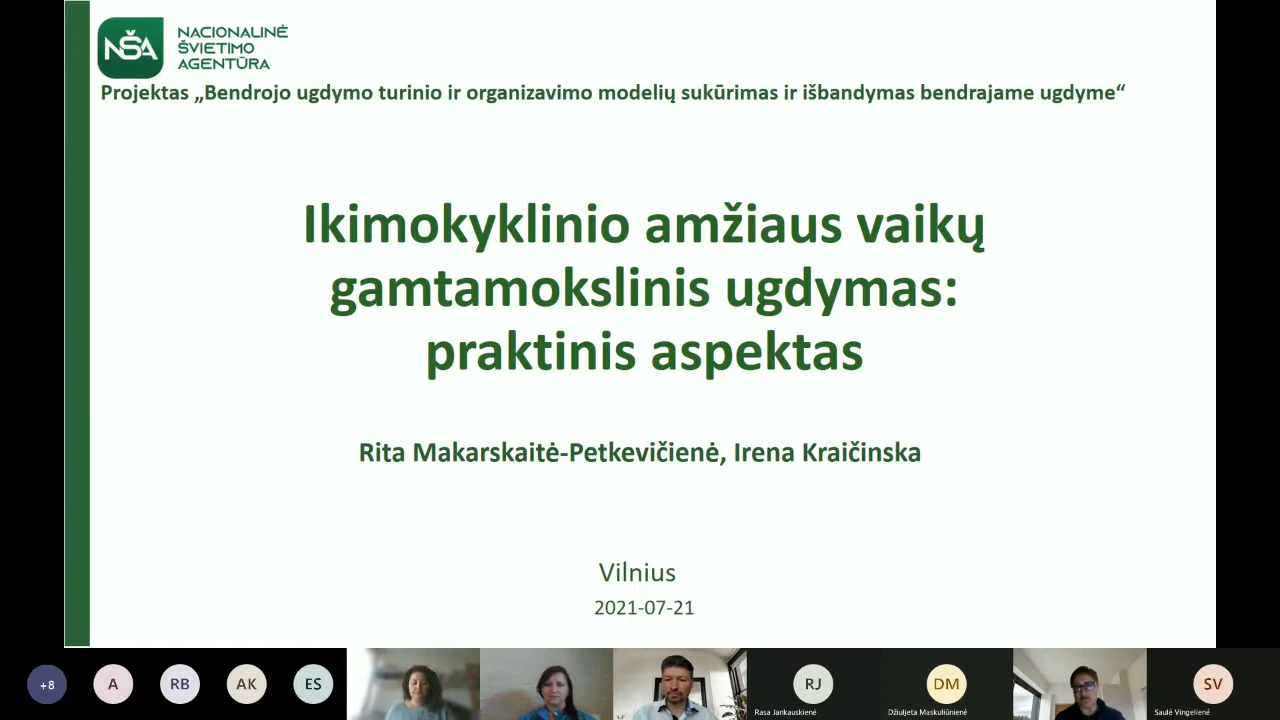 NŠA
NACIONALINĖ
ŠVIETIMO
AGENTŪRA
Projektas „Bendrojo ugdymo turinio ir organizavimo modelių sukūrimas ir išbandymas bendrajame ugdyme“
Ikimokyklinio amžiaus vaikų
gamtamokslinis ugdymas:
praktinis aspektas
Rita Makarskaitė-Petkevičienė, Irena Kraičinska
Vilnius
2021-07-21
+8
A
RB
AK
ES
RJ
Rasa Jankauskienė
DM
Džiuljeta Maskuliūnienė
SV
Saulė Vingelienė